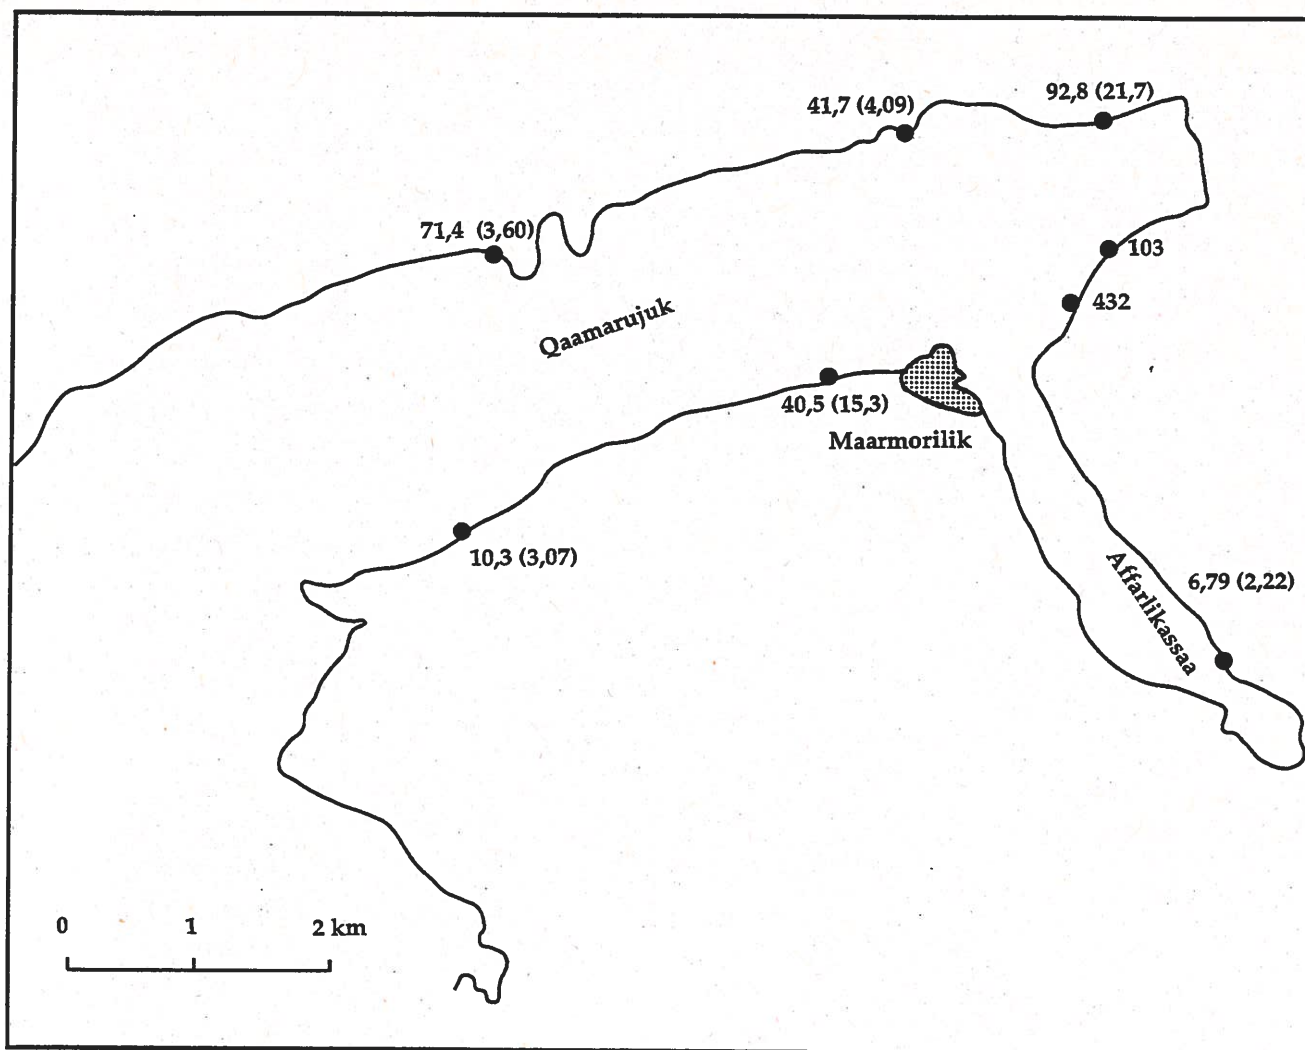 92,8 (21,7)
41,7 (4,09)
71,4 (3,60)
103
432
Qaamarujuk
40,5 (15,3)
Maarmorilik
10,3 (3,07)
Affarlikassaa
6,79 (2,22)
0 1 2 km